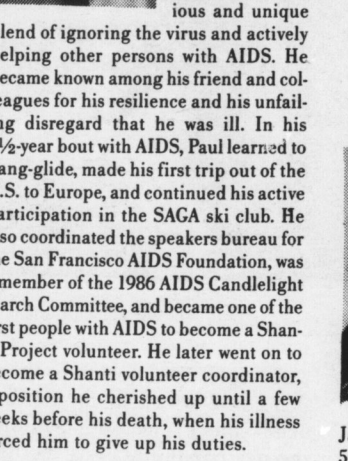 ious and unique
lend of ignoring the virus and actively
elping other persons with AIDS. He
ecame known among his friend and col-
eagues for his resilience and his unfail-
ng disregard that he was ill. In his
½-year bout with AIDS, Paul learned to
ang-glide, made his first trip out of the
.S. to Europe, and continued his active
articipation in the SAGA ski club. He
so coordinated the speakers bureau for
e San Francisco AIDS Foundation, was
member of the 1986 AIDS Candlelight
arch Committee, and became one of the
rst people with AIDS to become a Shan-
Project volunteer. He later went on to
ecome a Shanti volunteer coordinator,
position he cherished up until a few
eeks before his death, when his illness
rced him to give up his duties.
J
5